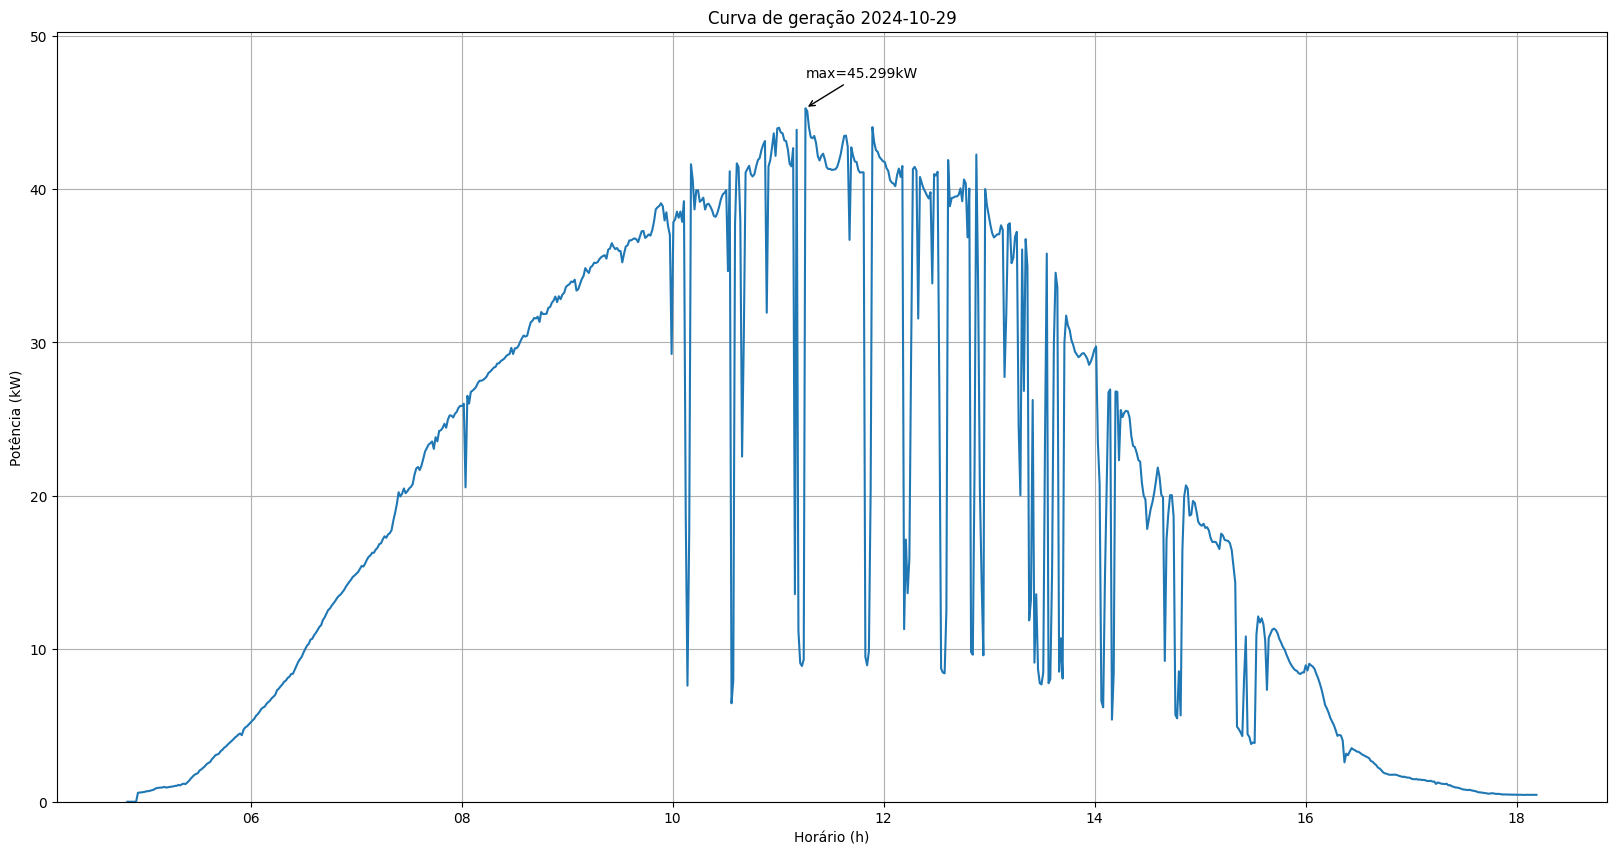 Curva de geração 2024-10-29
50
max=45.299kW
40
30
Potência (kW)
20
10
0
06 08 10 12 14 16 18
Horário (h)